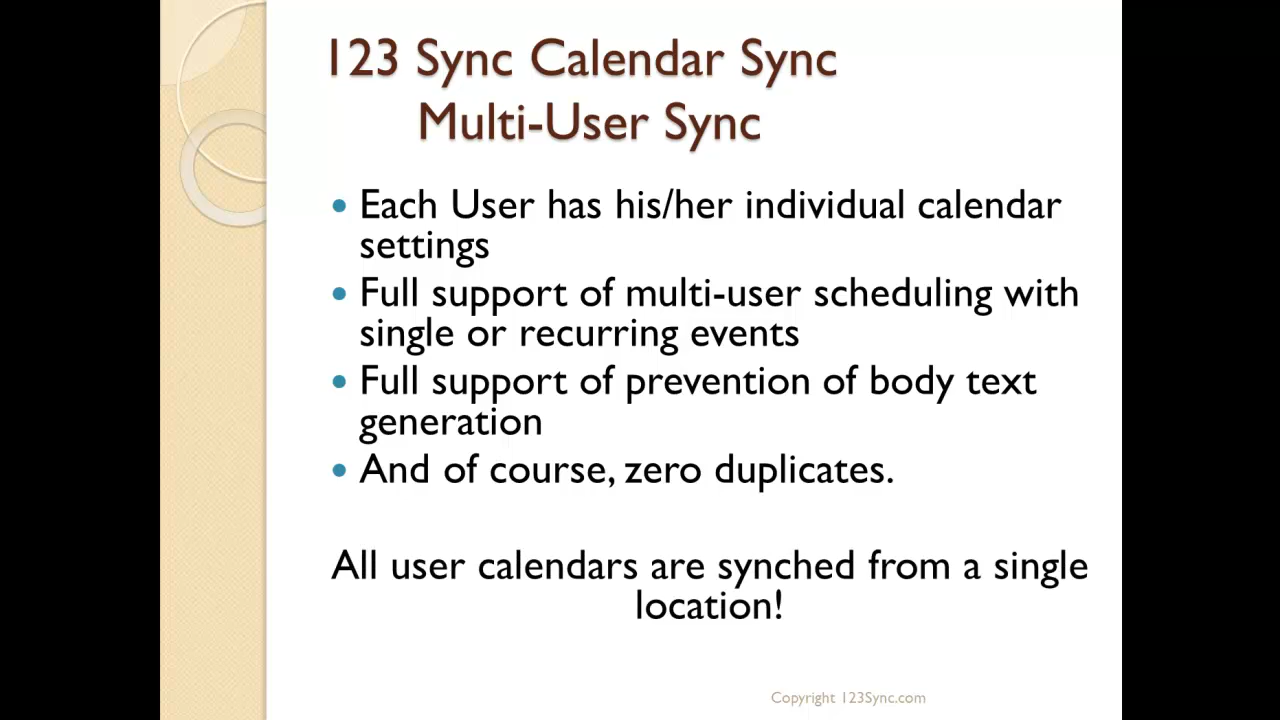 123 Sync Calendar Sync
Multi-User Sync
• Each User has his/her individual calendar
settings
• Full support of multi-user scheduling with
single or recurring events
• Full support of prevention of body text
generation
• And of course, zero duplicates.
All user calendars are synched from a single
location!
Copyright 123Sync.com